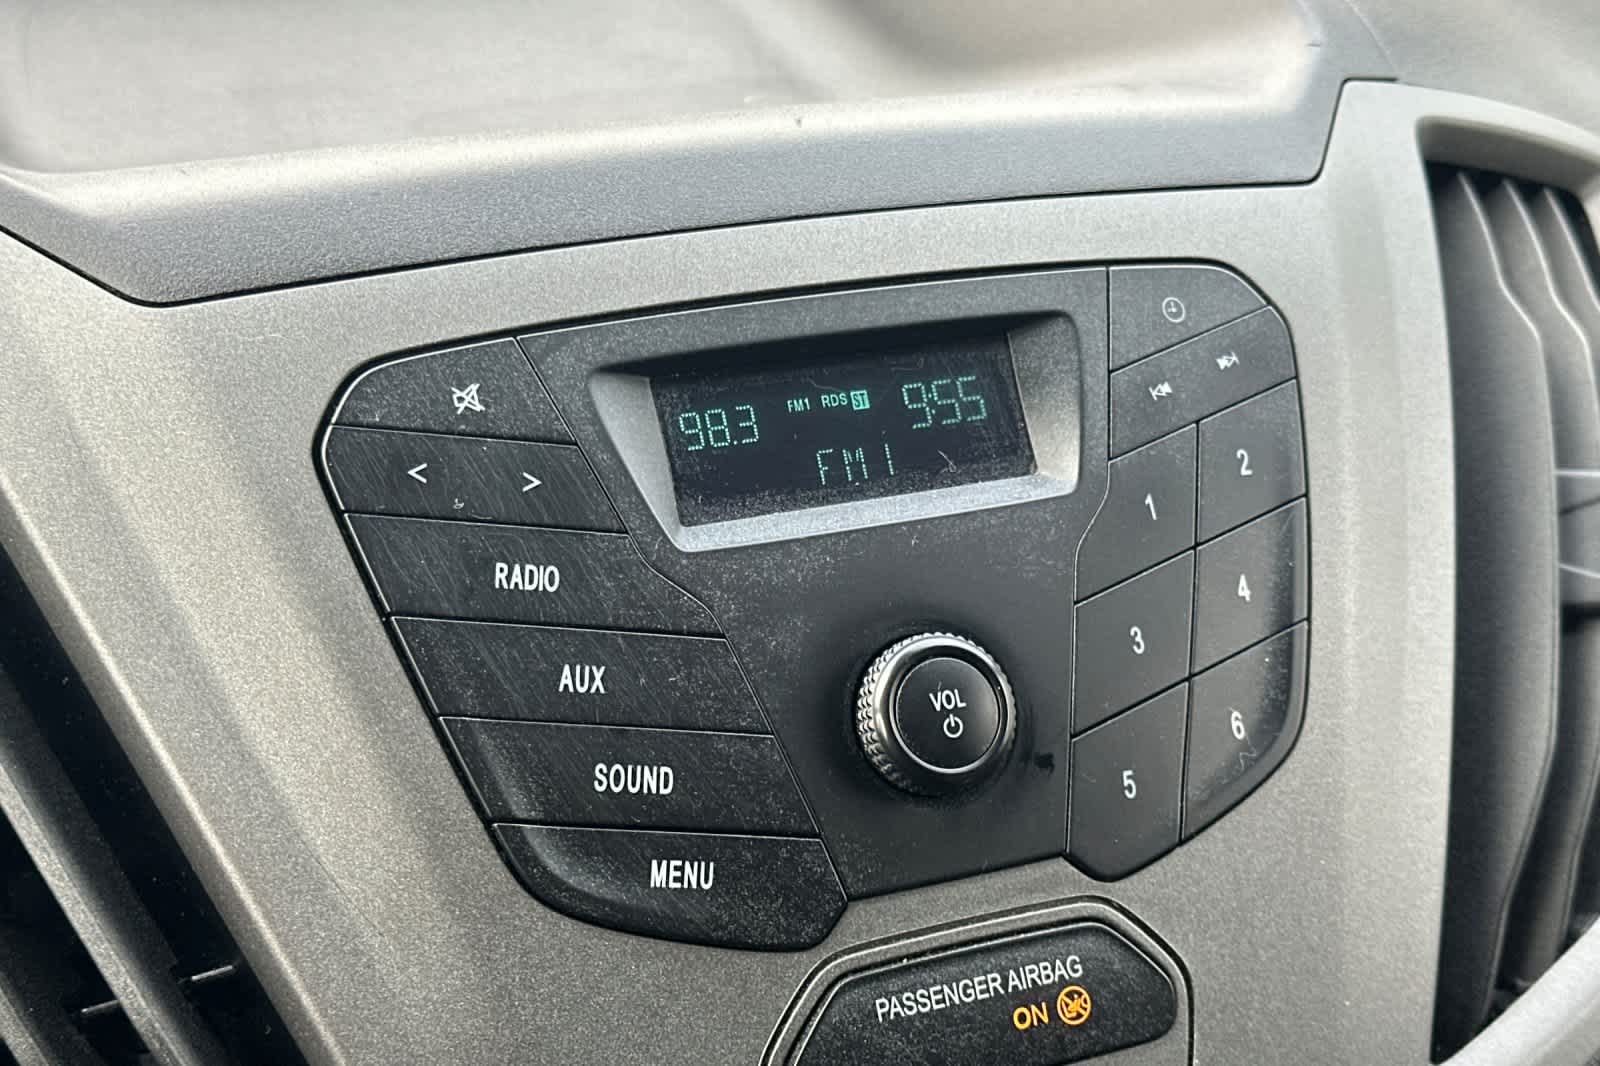 98.3 FM1 RDS ST 9:55
FM1
< >
RADIO
AUX
SOUND
MENU
VOL
1 2
3 4
5 6
PASSENGER AIRBAG
ON